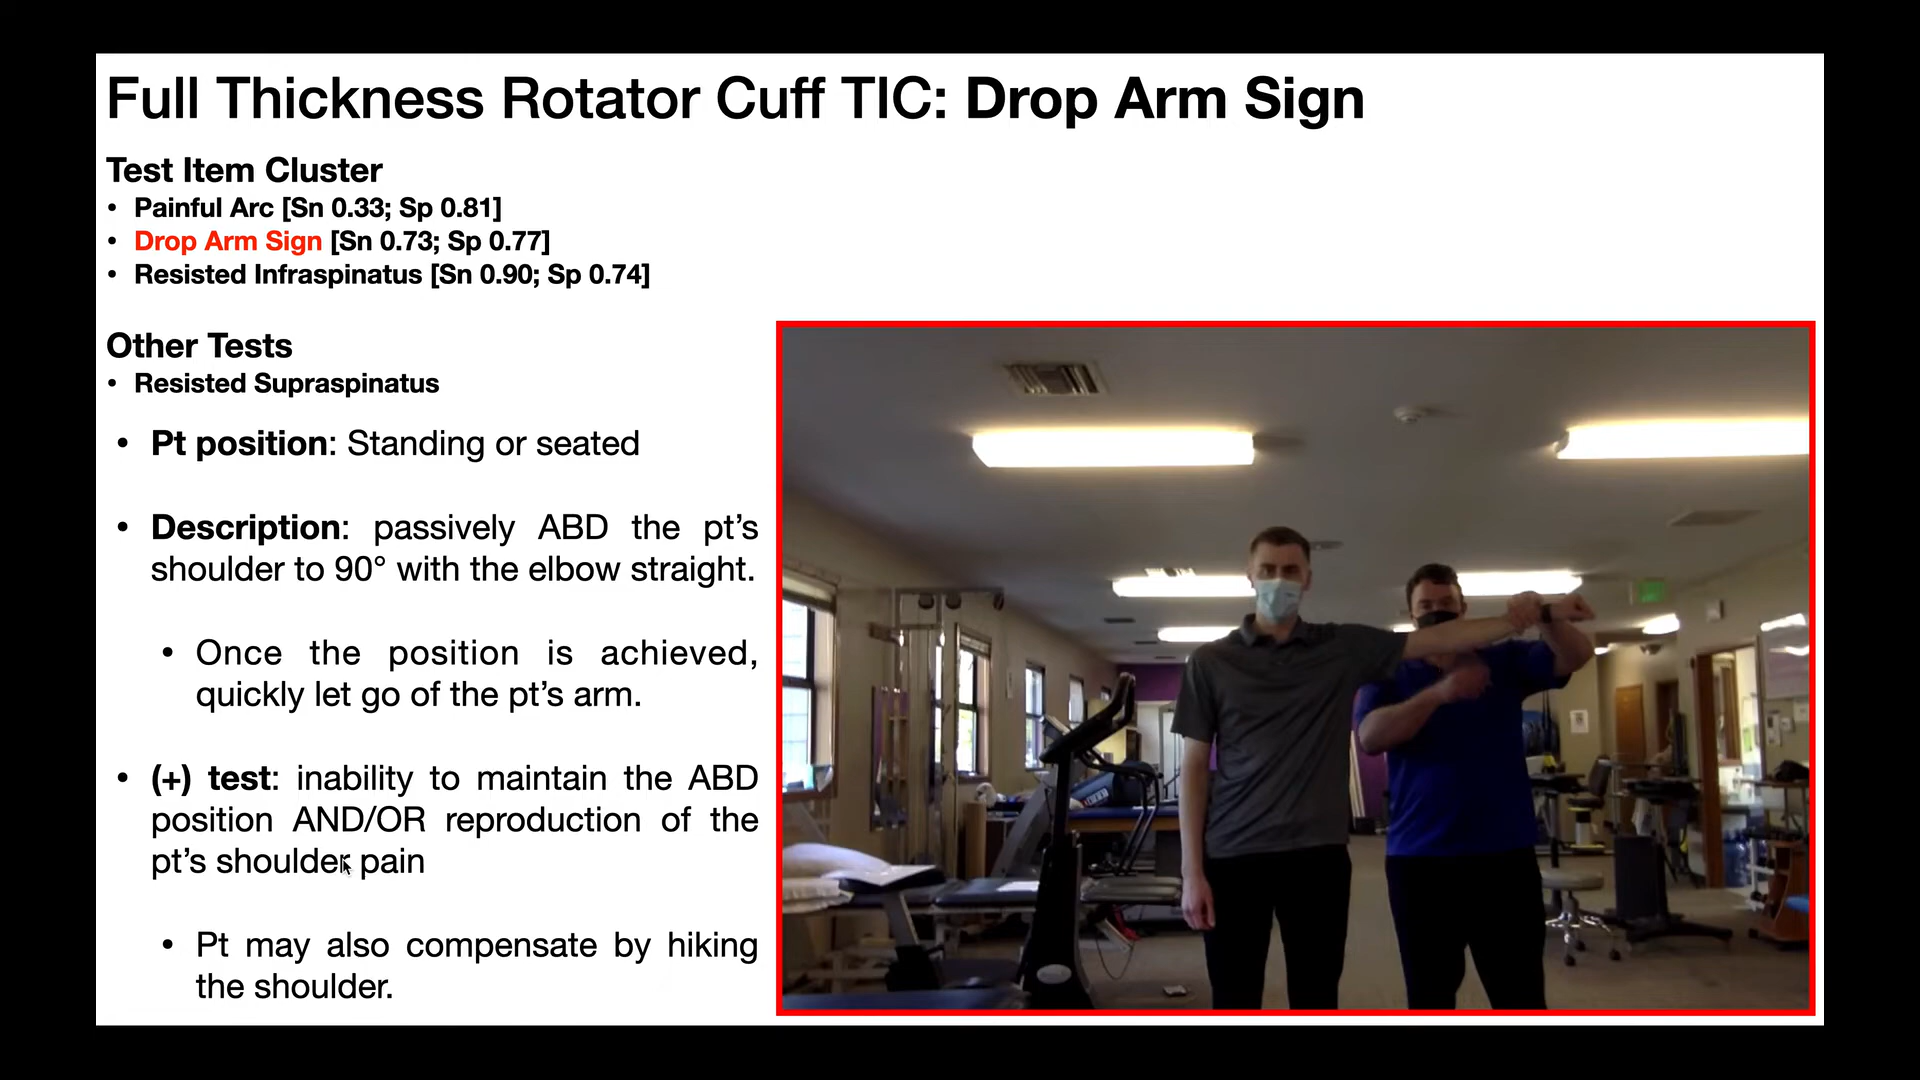 Full Thickness Rotator Cuff TIC: Drop Arm Sign
Test Item Cluster
• Painful Arc [Sn 0.33; Sp 0.81]
• Drop Arm Sign [Sn 0.73; Sp 0.77]
• Resisted Infraspinatus [Sn 0.90; Sp 0.74]
Other Tests
• Resisted Supraspinatus
• Pt position: Standing or seated
• Description: passively ABD the pt’s
shoulder to 90° with the elbow straight.
• Once the position is achieved,
quickly let go of the pt’s arm.
• (+) test: inability to maintain the ABD
position AND/OR reproduction of the
pt’s shoulder pain
• Pt may also compensate by hiking
the shoulder.